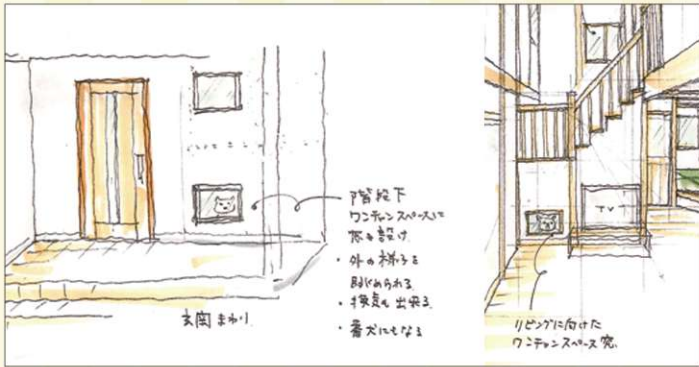 階段下
ワンチャンスペースに
窓を設け
・外の様子を
眺められる
・換気も出来る
・番犬にもなる
玄関まわり
TV
リビングに向けた
ワンチャンスペース窓